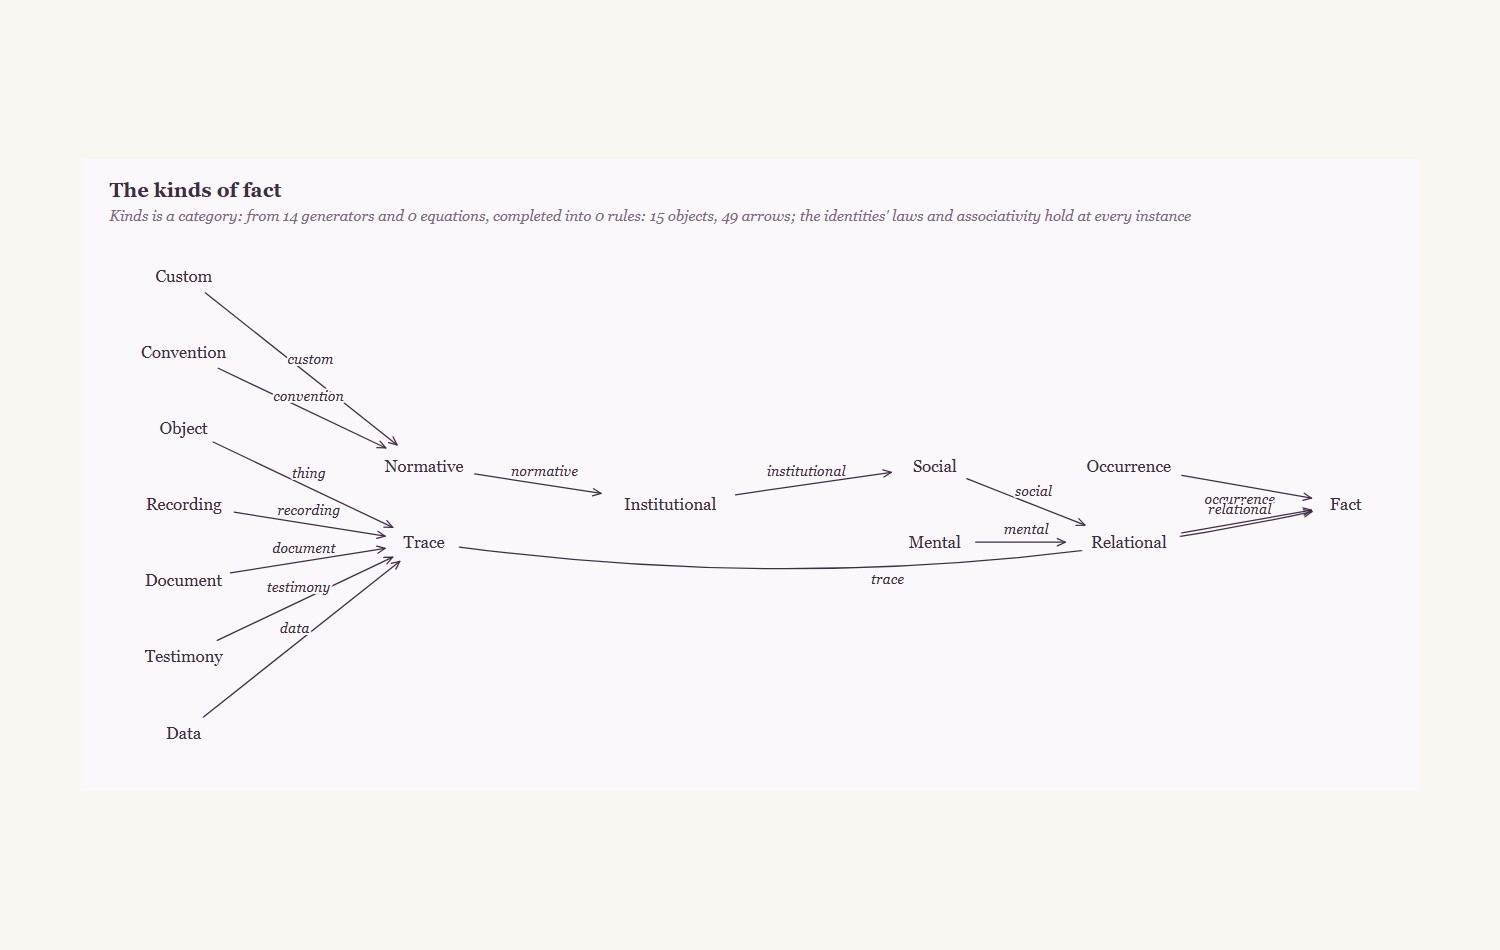 The kinds of fact
Kinds is a category: from 14 generators and 0 equations, completed into 0 rules: 15 objects, 49 arrows; the identities' laws and associativity hold at every instance
Custom
custom
Convention
convention
Object
thing
Normative
normative
institutional
Social
Occurrence
social
Recording
recording
Institutional
occurrence
relational
Fact
document
Trace
Mental
mental
Relational
Document
testimony
trace
data
Testimony
Data